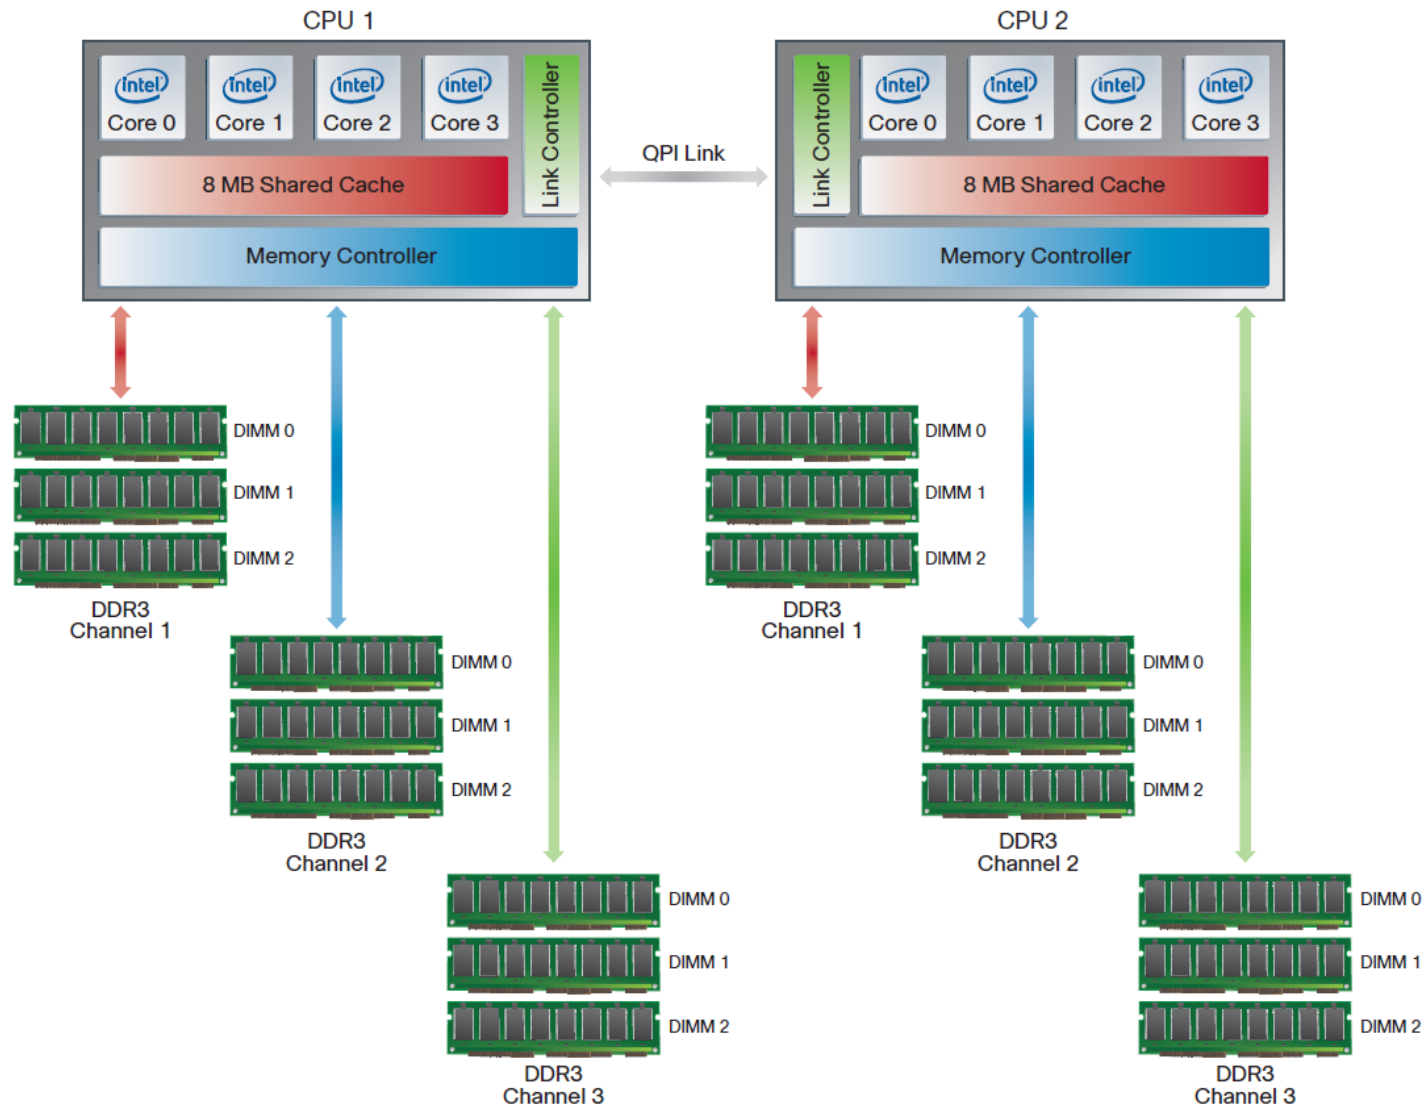 CPU 1
CPU 2
intel intel intel intel
Core 0 Core 1 Core 2 Core 3
Link Controller
8 MB Shared Cache
Memory Controller
QPI Link
Link Controller
intel intel intel intel
Core 0 Core 1 Core 2 Core 3
8 MB Shared Cache
Memory Controller
DIMM 0
DIMM 1
DIMM 2
DDR3
Channel 1
DIMM 0
DIMM 1
DIMM 2
DDR3
Channel 2
DIMM 0
DIMM 1
DIMM 2
DDR3
Channel 3
DIMM 0
DIMM 1
DIMM 2
DDR3
Channel 1
DIMM 0
DIMM 1
DIMM 2
DDR3
Channel 2
DIMM 0
DIMM 1
DIMM 2
DDR3
Channel 3